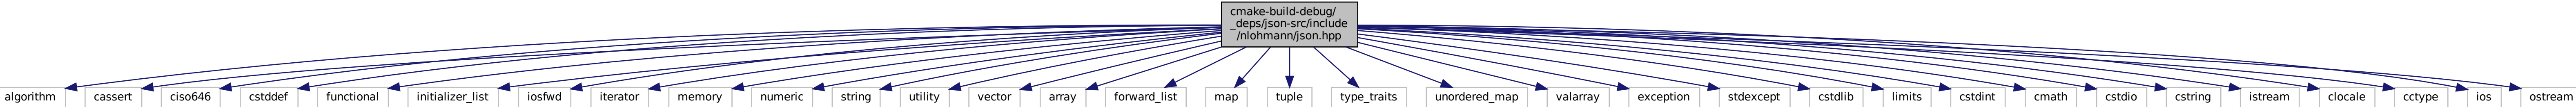 cmake-build-debug/
_deps/json-src/include
/nlohmann/json.hpp
algorithm
cassert
ciso646
cstddef
functional
initializer_list
iosfwd
iterator
memory
numeric
string
utility
vector
array
forward_list
map
tuple
type_traits
unordered_map
valarray
exception
stdexcept
cstdlib
limits
cstdint
cmath
cstdio
cstring
istream
clocale
cctype
ios
ostream